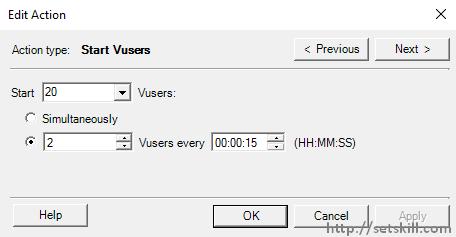 Edit Action
Action type: Start Vusers
< Previous
Next >
Start 20 Vusers:
Simultaneously
2 Vusers every 00:00:15 (HH:MM:SS)
Help
OK
Cancel
Apply
http://setskill.com